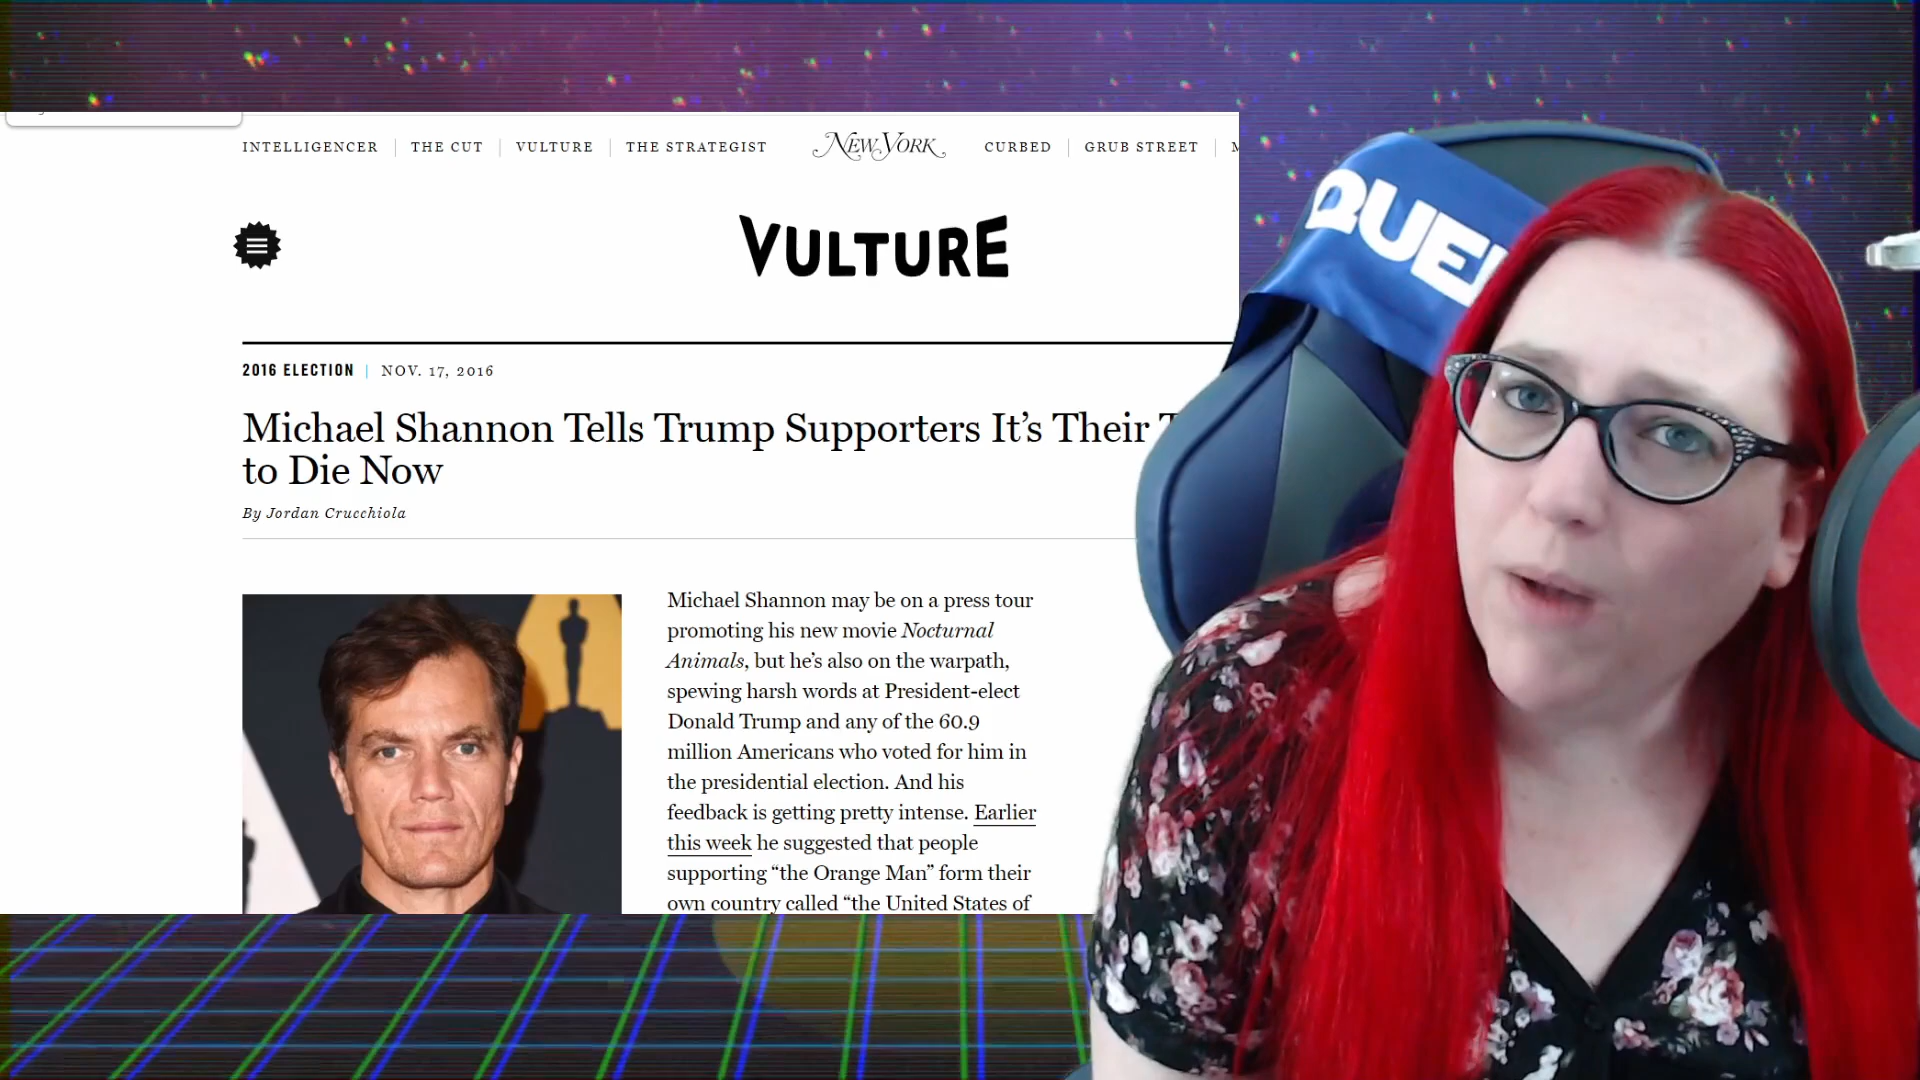 INTELLIGENCER THE CUT VULTURE THE STRATEGIST NEW YORK CURBED GRUB STREET
VULTURE
2016 ELECTION | NOV. 17, 2016
Michael Shannon Tells Trump Supporters It's Their
to Die Now
By Jordan Crucchiola
Michael Shannon may be on a press tour
promoting his new movie Nocturnal
Animals, but he's also on the warpath,
spewing harsh words at President-elect
Donald Trump and any of the 60.9
million Americans who voted for him in
the presidential election. And his
feedback is getting pretty intense. Earlier
this week he suggested that people
supporting “the Orange Man” form their
own country called “the United States of
QUE